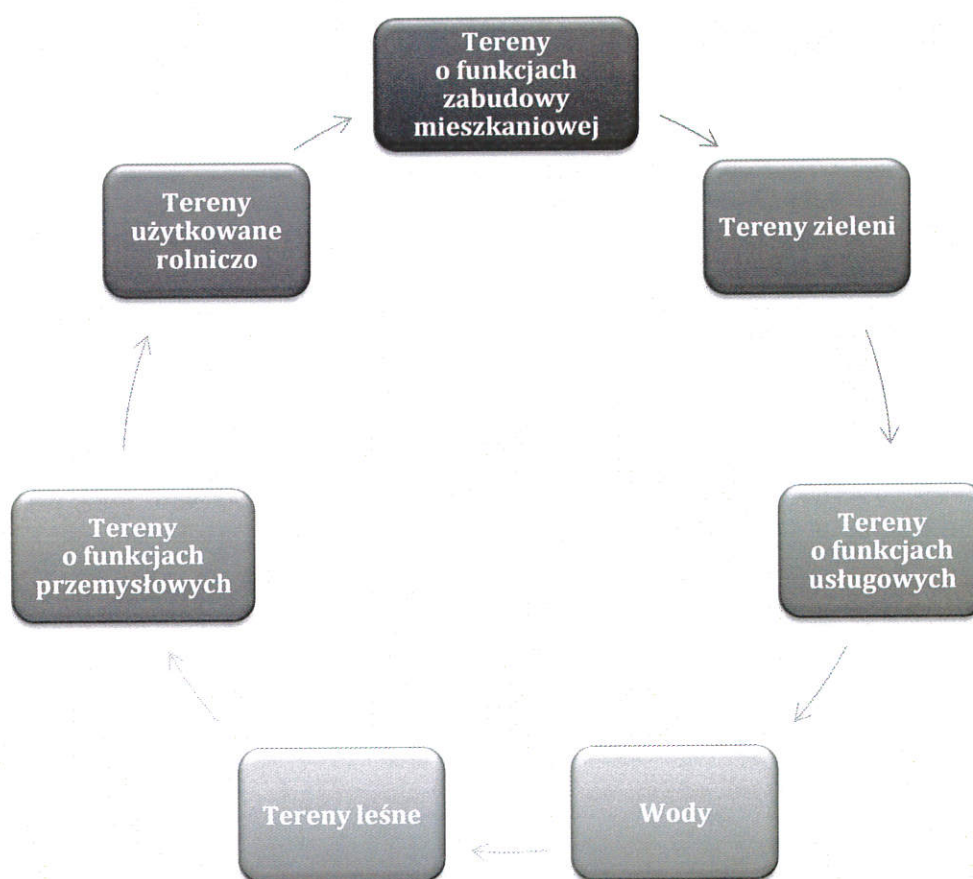 Tereny
o funkcjach
zabudowy
mieszkaniowej
Tereny zieleni
Tereny
o funkcjach
usługowych
Wody
Tereny leśne
Tereny
o funkcjach
przemysłowych
Tereny
użytkowane
rolniczo